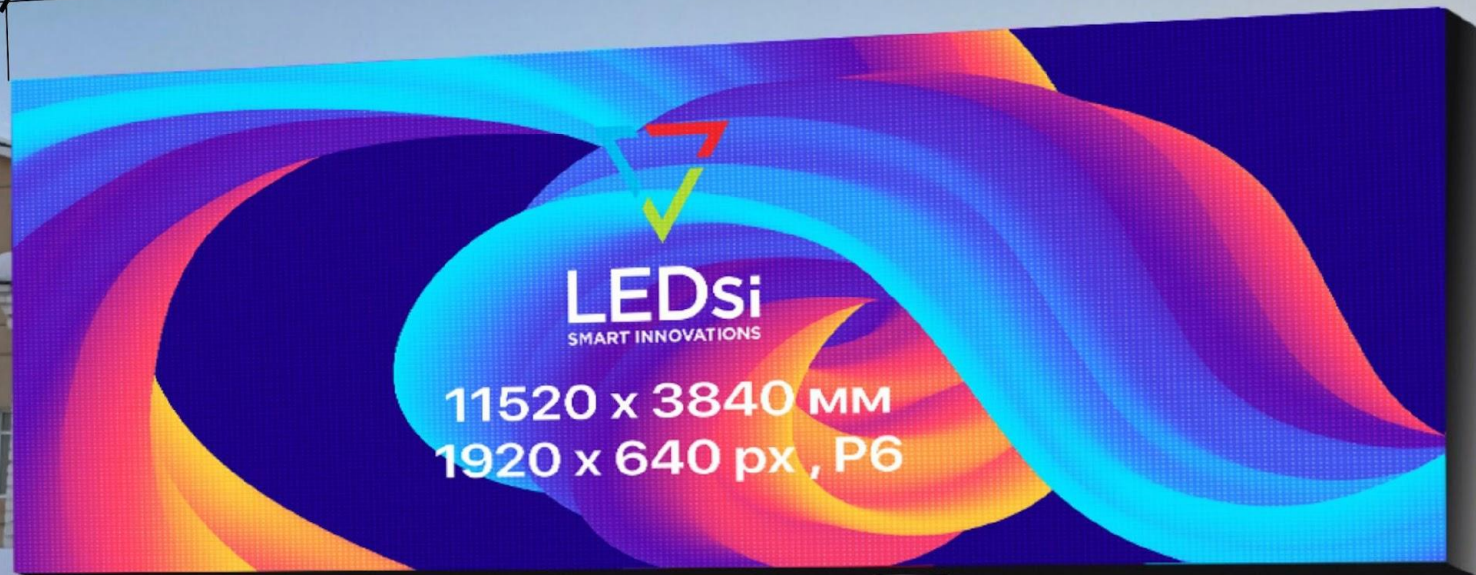 LEDsi
SMART INNOVATIONS
11520 x 3840 мм
1920 x 640 px , P6